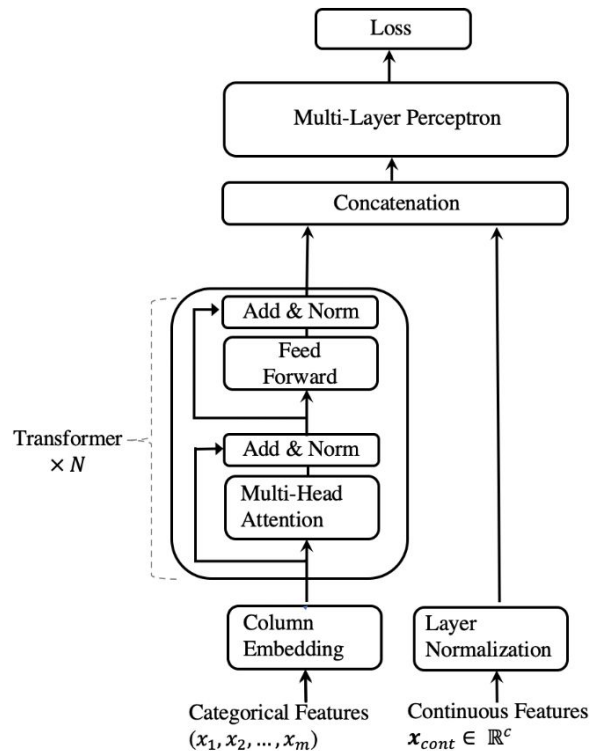 Loss
Multi-Layer Perceptron
Concatenation
Add & Norm
Feed
Forward
Transformer
× N
Add & Norm
Multi-Head
Attention
Column
Embedding
Layer
Normalization
Categorical Features
(x₁, x₂, ..., xₘ)
Continuous Features
x_cont ∈ ℝᶜ